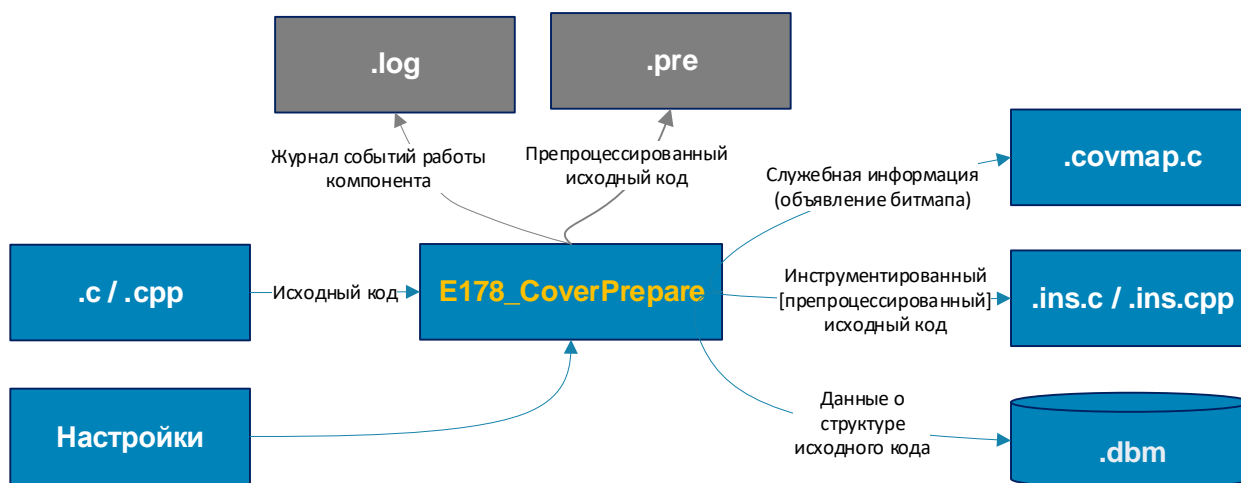 .log
.pre
Журнал событий работы
компонента
Препроцессированный
исходный код
Служебная информация
(объявление битмапа)
.covmap.c
.c / .cpp
Исходный код
E178_CoverPrepare
Инструментированный
[препроцессированный]
исходный код
.ins.c / .ins.cpp
Настройки
Данные о
структуре
исходного кода
.dbm